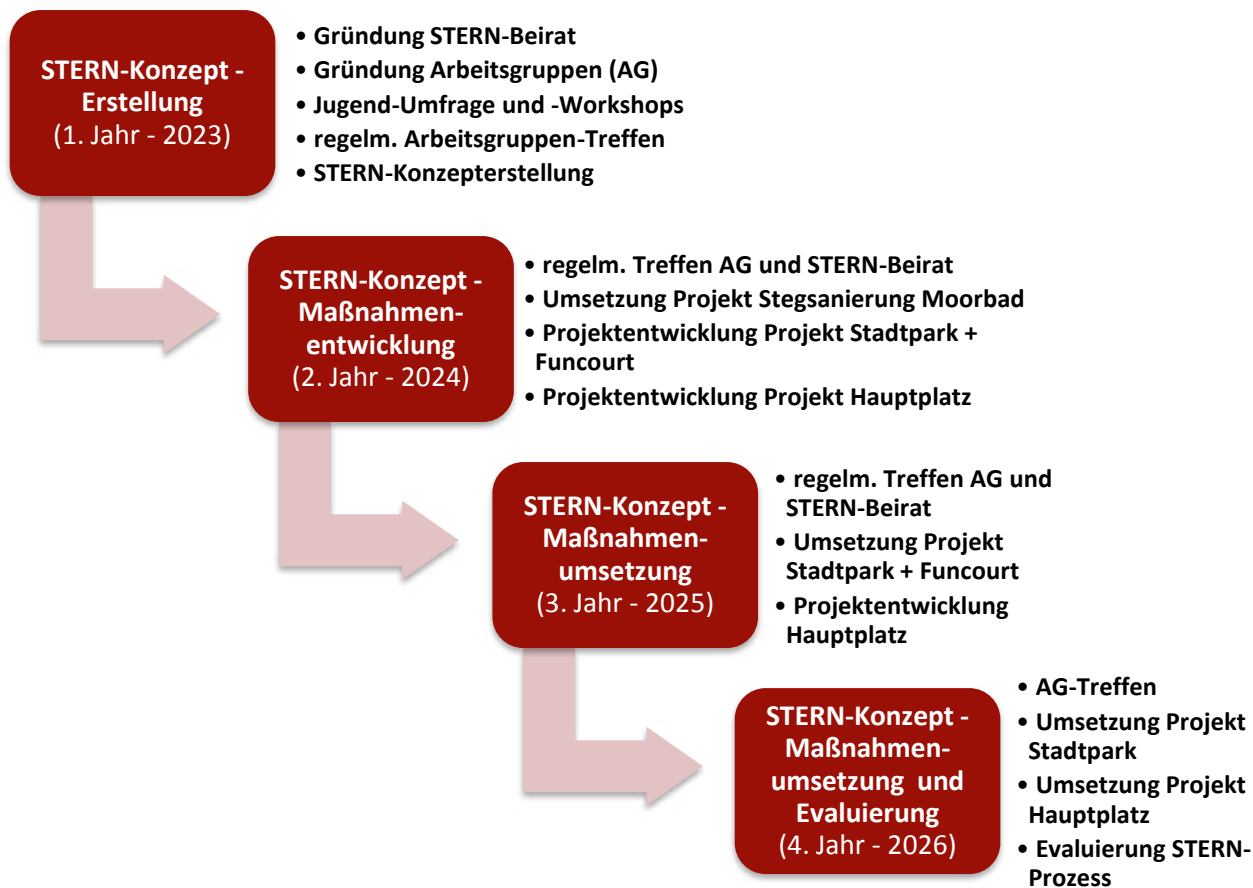 STERN-Konzept -
Erstellung
(1. Jahr - 2023)
• Gründung STERN-Beirat
• Gründung Arbeitsgruppen (AG)
• Jugend-Umfrage und -Workshops
• regelm. Arbeitsgruppen-Treffen
• STERN-Konzepterstellung
STERN-Konzept -
Maßnahmen-
entwicklung
(2. Jahr - 2024)
• regelm. Treffen AG und STERN-Beirat
• Umsetzung Projekt Stegsanierung Moorbad
• Projektentwicklung Projekt Stadtpark +
Funcourt
• Projektentwicklung Projekt Hauptplatz
STERN-Konzept -
Maßnahmen-
umsetzung
(3. Jahr - 2025)
• regelm. Treffen AG und
STERN-Beirat
• Umsetzung Projekt
Stadtpark + Funcourt
• Projektentwicklung
Hauptplatz
STERN-Konzept -
Maßnahmen-
umsetzung und
Evaluierung
(4. Jahr - 2026)
• AG-Treffen
• Umsetzung Projekt
Stadtpark
• Umsetzung Projekt
Hauptplatz
• Evaluierung STERN-
Prozess